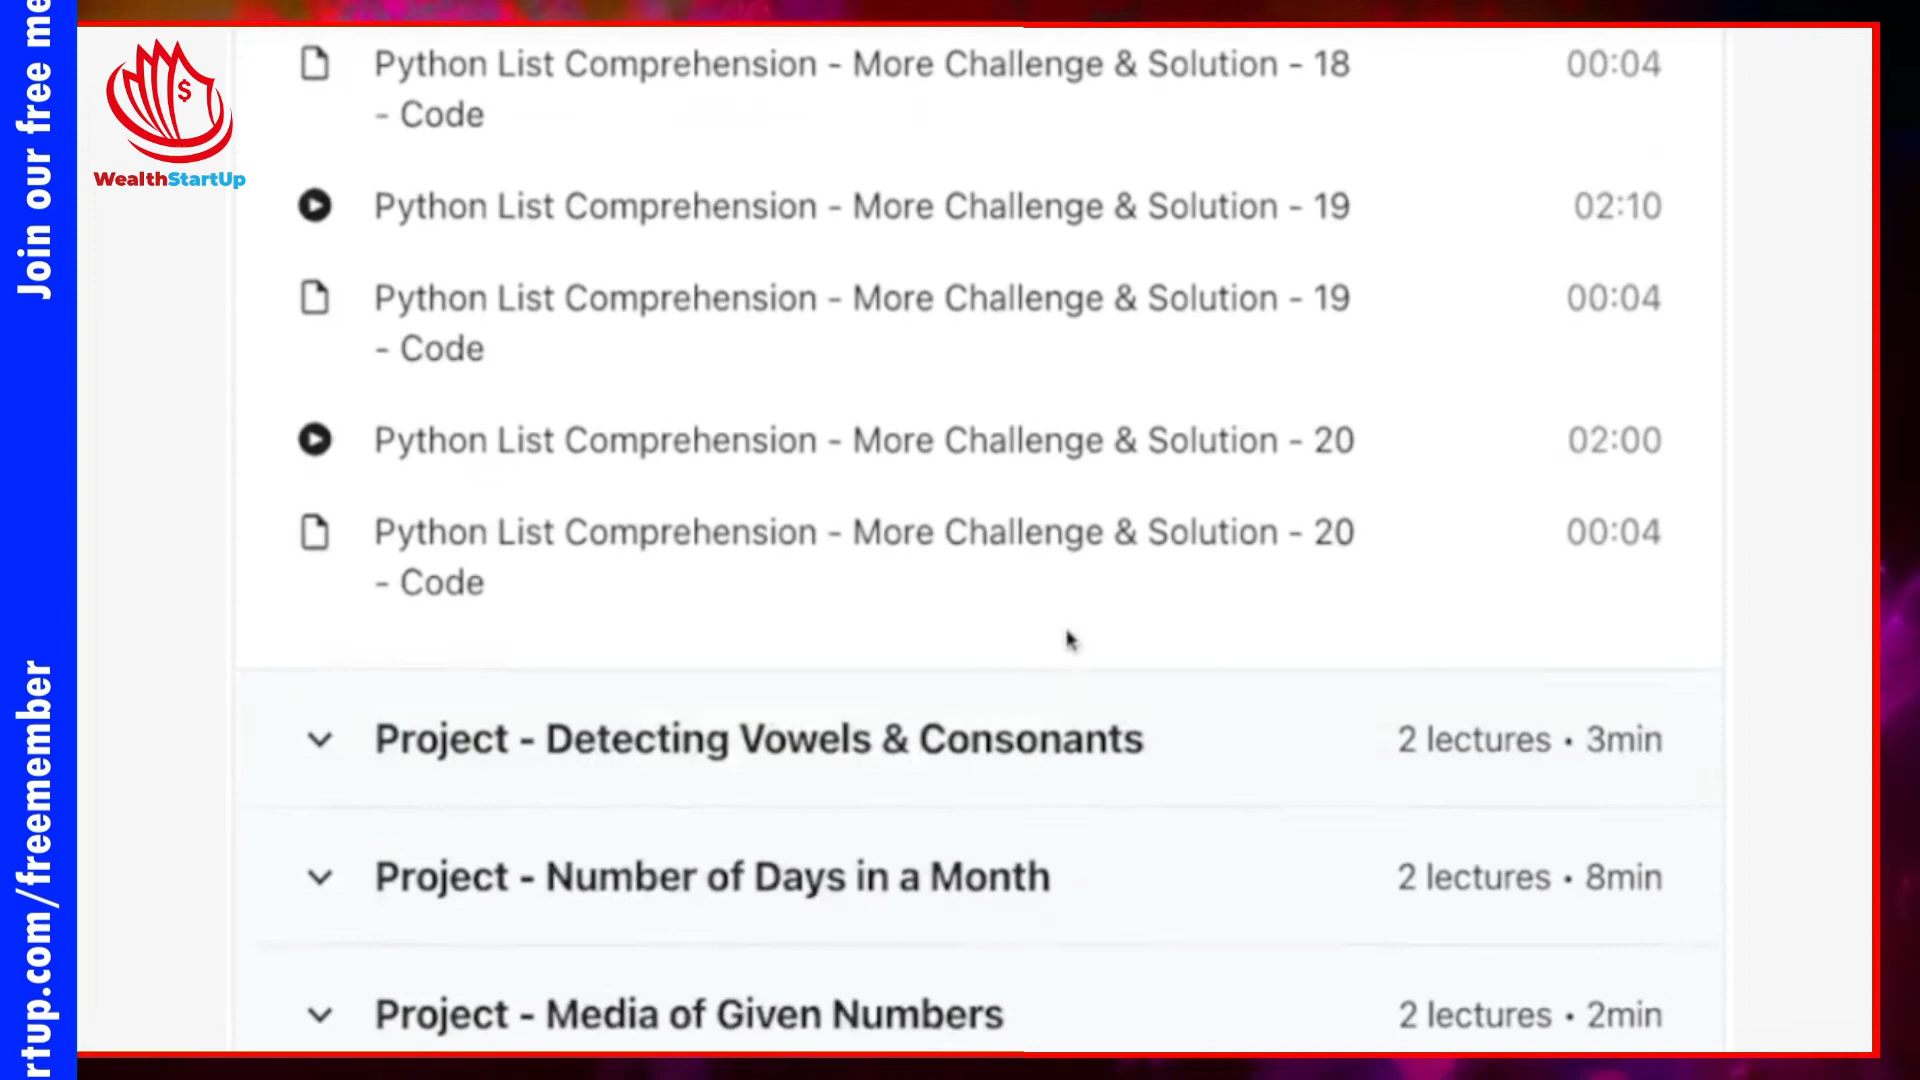 Join our free me
rtup.com/freemember
$
WealthStartUp
Python List Comprehension - More Challenge & Solution - 18 00:04
- Code
Python List Comprehension - More Challenge & Solution - 19 02:10
Python List Comprehension - More Challenge & Solution - 19 00:04
- Code
Python List Comprehension - More Challenge & Solution - 20 02:00
Python List Comprehension - More Challenge & Solution - 20 00:04
- Code
Project - Detecting Vowels & Consonants 2 lectures • 3min
Project - Number of Days in a Month 2 lectures • 8min
Project - Media of Given Numbers 2 lectures • 2min